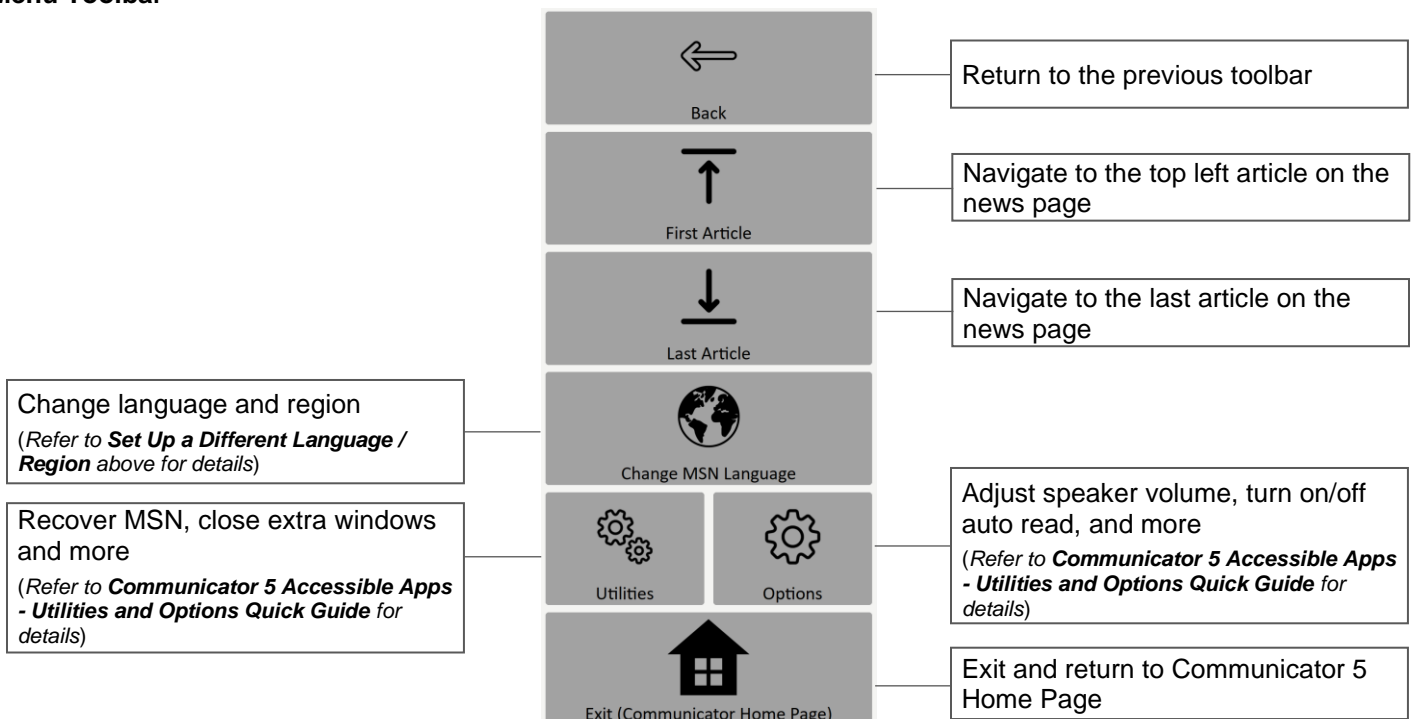 Menu Toolbar
Back
Return to the previous toolbar
First Article
Navigate to the top left article on the
news page
Last Article
Navigate to the last article on the
news page
Change language and region
(Refer to Set Up a Different Language /
Region above for details)
Change MSN Language
Recover MSN, close extra windows
and more
(Refer to Communicator 5 Accessible Apps
- Utilities and Options Quick Guide for
details)
Utilities
Options
Adjust speaker volume, turn on/off
auto read, and more
(Refer to Communicator 5 Accessible Apps
- Utilities and Options Quick Guide for
details)
Exit (Communicator Home Page)
Exit and return to Communicator 5
Home Page